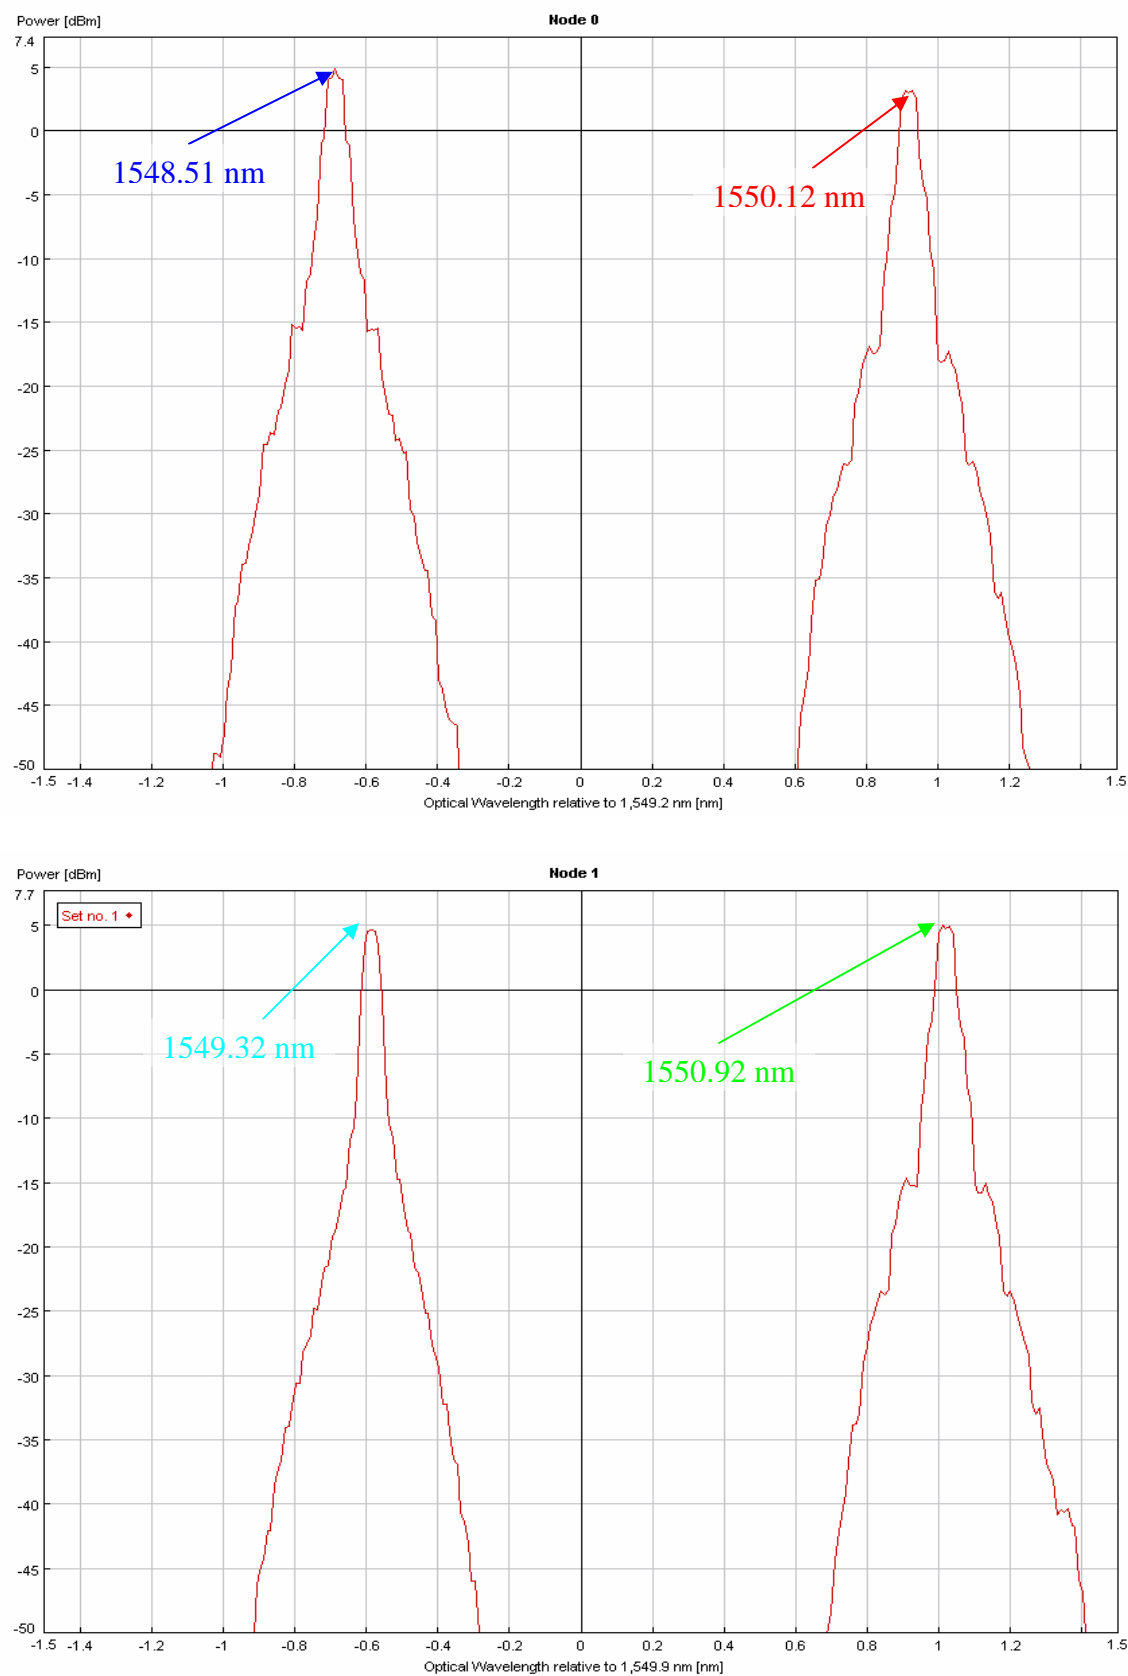 Power [dBm]
Node 0
7.4
5
0
-5
-10
-15
-20
-25
-30
-35
-40
-45
-50
1548.51 nm
1550.12 nm
-1.5 -1.4 -1.2 -1 -0.8 -0.6 -0.4 -0.2 0 0.2 0.4 0.6 0.8 1 1.2 1.5
Optical Wavelength relative to 1,549.2 nm [nm]
Power [dBm]
Node 1
7.7
5
0
-5
-10
-15
-20
-25
-30
-35
-40
-45
-50
Set no. 1
1549.32 nm
1550.92 nm
-1.5 -1.4 -1.2 -1 -0.8 -0.6 -0.4 -0.2 0 0.2 0.4 0.6 0.8 1 1.2 1.5
Optical Wavelength relative to 1,549.9 nm [nm]